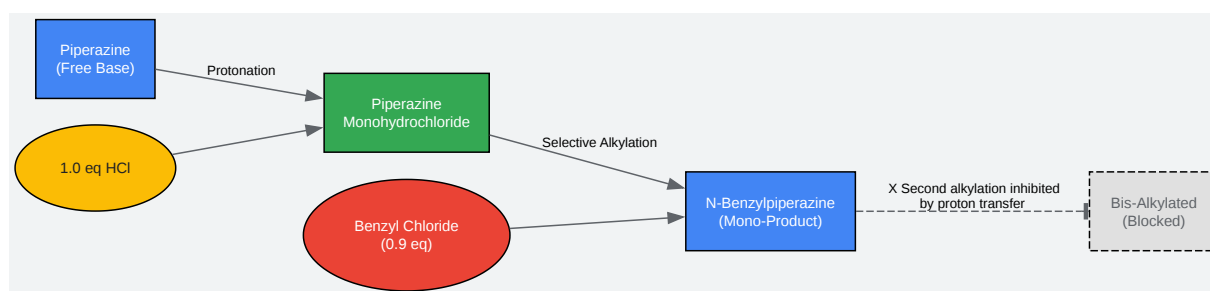 Piperazine
(Free Base)
Protonation
1.0 eq HCl
Piperazine
Monohydrochloride
Selective Alkylation
Benzyl Chloride
(0.9 eq)
N-Benzylpiperazine
(Mono-Product)
X Second alkylation inhibited
by proton transfer
Bis-Alkylated
(Blocked)